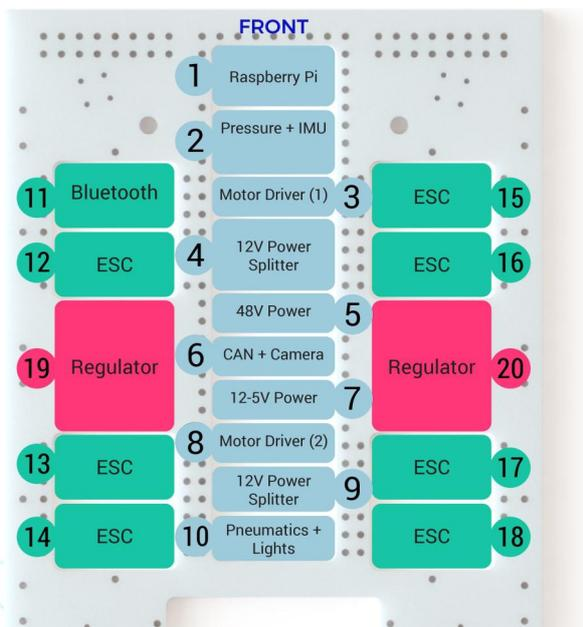 FRONT
1
Raspberry Pi
2
Pressure + IMU
11
Bluetooth
Motor Driver (1)
3
ESC
15
12
ESC
4
12V Power
Splitter
ESC
16
48V Power
5
19
Regulator
6
CAN + Camera
Regulator
20
12-5V Power
7
8
Motor Driver (2)
13
ESC
ESC
17
12V Power
Splitter
9
14
ESC
10
Pneumatics +
Lights
ESC
18